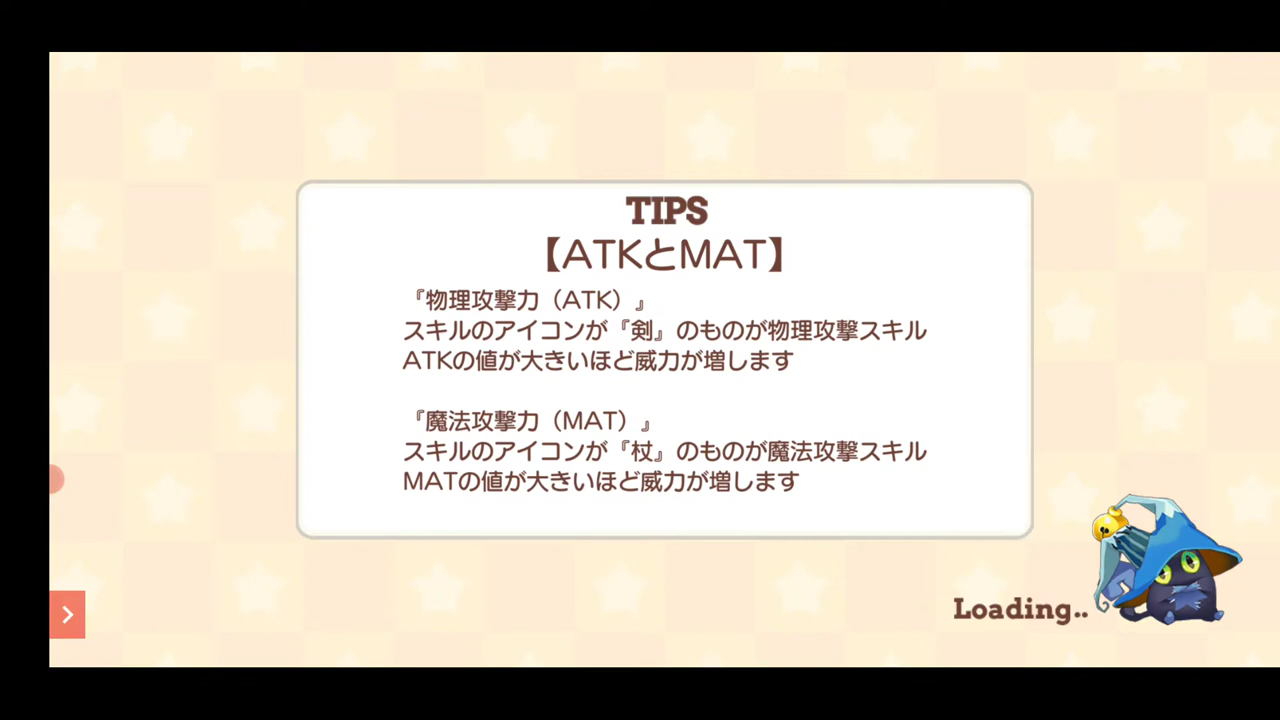 TIPS
【ATKとMAT】
『物理攻撃力（ATK）』
スキルのアイコンが『剣』のものが物理攻撃スキル
ATKの値が大きいほど威力が増します
『魔法攻撃力（MAT）』
スキルのアイコンが『杖』のものが魔法攻撃スキル
MATの値が大きいほど威力が増します
Loading..